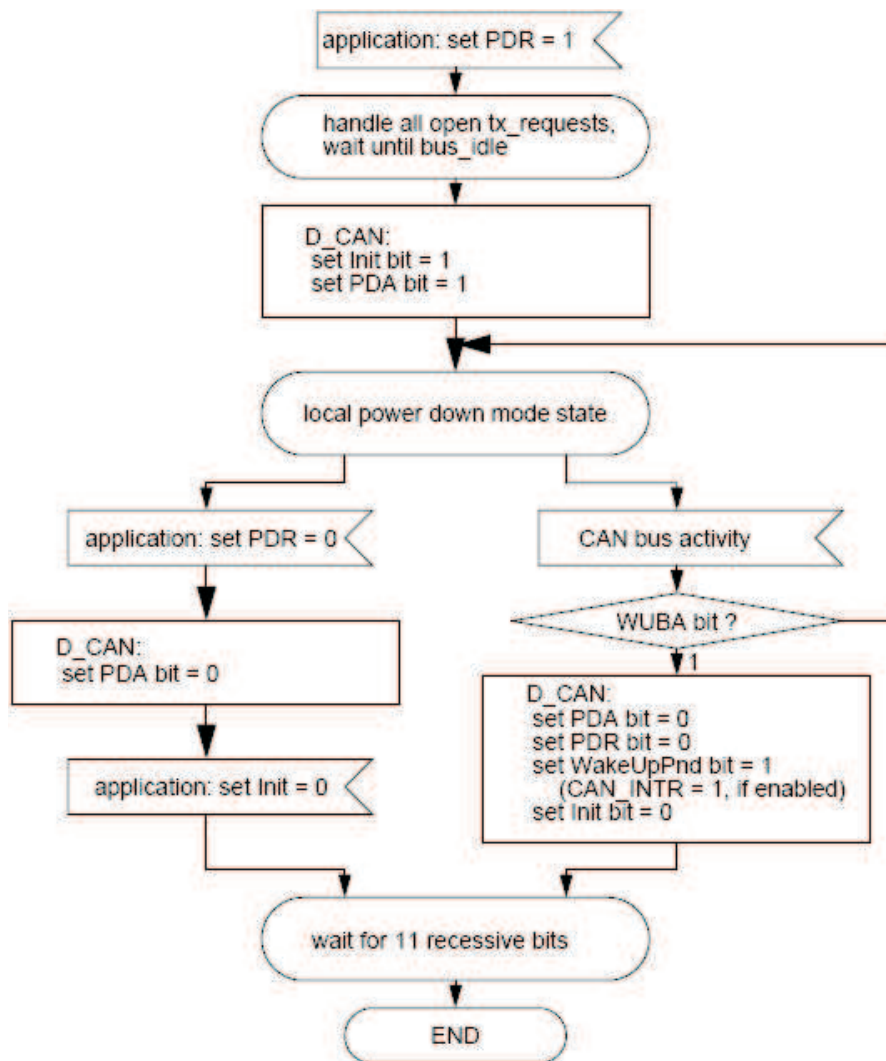 application: set PDR = 1
handle all open tx_requests,
wait until bus_idle
D_CAN:
set Init bit = 1
set PDA bit = 1
local power down mode state
application: set PDR = 0
D_CAN:
set PDA bit = 0
application: set Init = 0
CAN bus activity
WUBA bit ?
1
D_CAN:
set PDA bit = 0
set PDR bit = 0
set WakeUpPnd bit = 1
(CAN_INTR = 1, if enabled)
set Init bit = 0
wait for 11 recessive bits
END